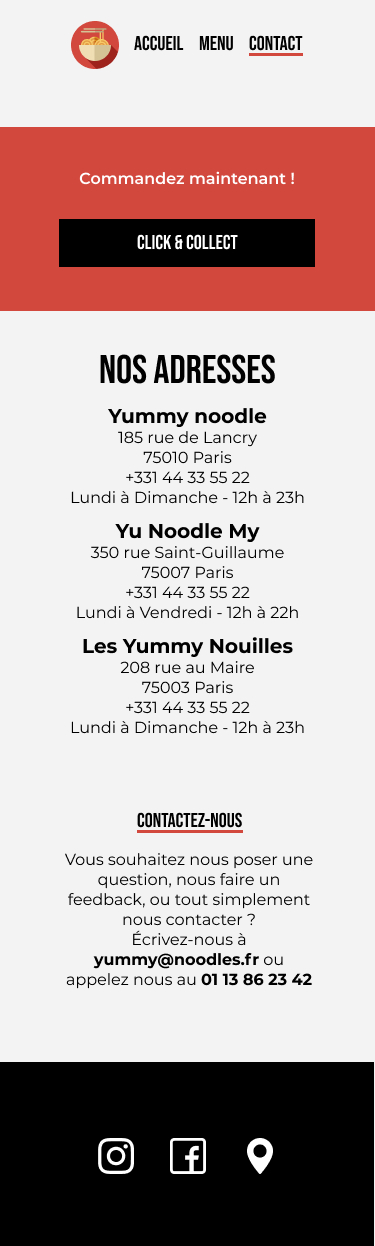 ACCUEIL MENU CONTACT
Commandez maintenant !
CLICK & COLLECT
NOS ADRESSES
Yummy noodle
185 rue de Lancry
75010 Paris
+331 44 33 55 22
Lundi à Dimanche - 12h à 23h
Yu Noodle My
350 rue Saint-Guillaume
75007 Paris
+331 44 33 55 22
Lundi à Vendredi - 12h à 22h
Les Yummy Nouilles
208 rue au Maire
75003 Paris
+331 44 33 55 22
Lundi à Dimanche - 12h à 23h
CONTACTEZ-NOUS
Vous souhaitez nous poser une
question, nous faire un
feedback, ou tout simplement
nous contacter ?
Écrivez-nous à
yummy@noodles.fr ou
appelez nous au 01 13 86 23 42